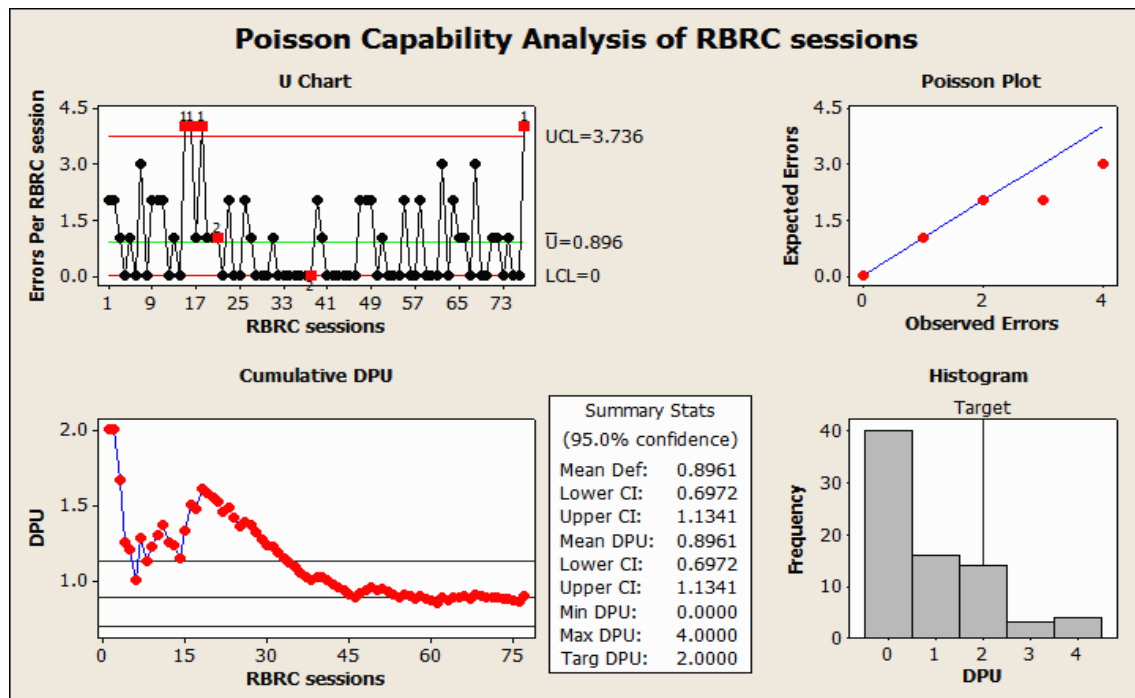 Poisson Capability Analysis of RBRC sessions
U Chart
Errors Per RBRC session
4.5
3.0
1.5
0.0
1 1 1 1
2
2
UCL=3.736
U̅=0.896
LCL=0
1 9 17 25 33 41 49 57 65 73
RBRC sessions
Poisson Plot
Expected Errors
4.5
3.0
1.5
0.0
0 2 4
Observed Errors
Cumulative DPU
DPU
2.0
1.5
1.0
0 15 30 45 60 75
RBRC sessions
Summary Stats
(95.0% confidence)
Mean Def: 0.8961
Lower CI: 0.6972
Upper CI: 1.1341
Mean DPU: 0.8961
Lower CI: 0.6972
Upper CI: 1.1341
Min DPU: 0.0000
Max DPU: 4.0000
Targ DPU: 2.0000
Histogram
Target
Frequency
40
30
20
10
0
0 1 2 3 4
DPU